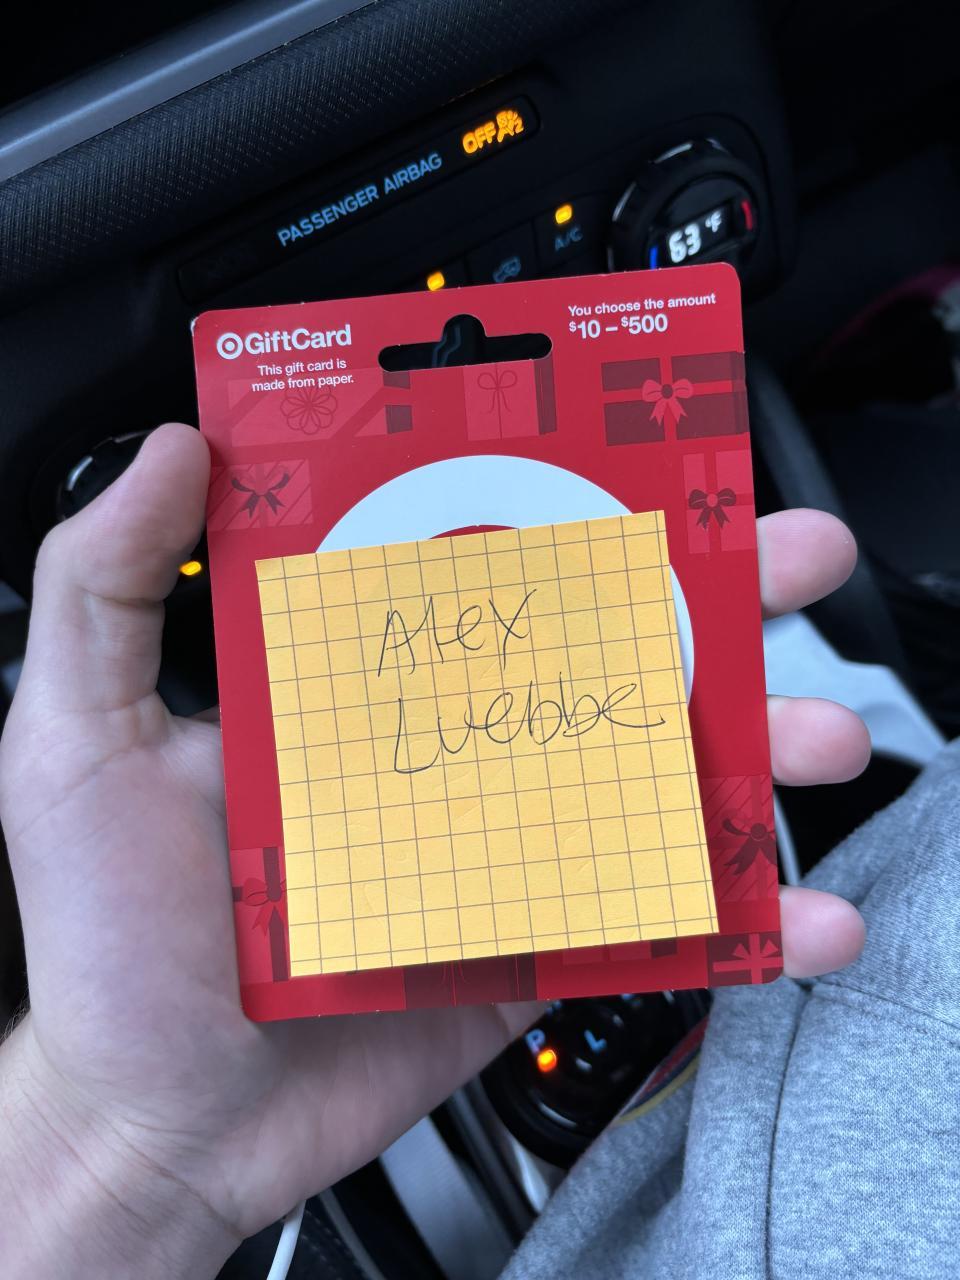 PASSENGER AIRBAG OFF
A/C
63 °F
GiftCard
This gift card is
made from paper.
You choose the amount
$10 – $500
Alex
Luebbe
P L